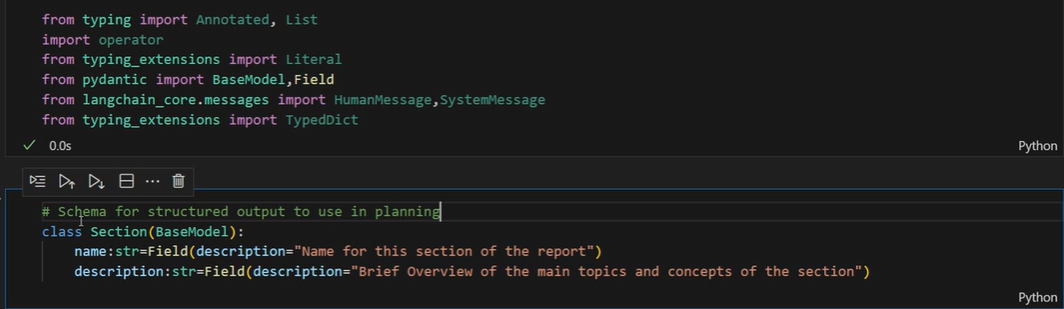 from typing import Annotated, List
import operator
from typing_extensions import Literal
from pydantic import BaseModel,Field
from langchain_core.messages import HumanMessage,SystemMessage
from typing_extensions import TypedDict
0.0s
Python
# Schema for structured output to use in planning
class Section(BaseModel):
    name:str=Field(description="Name for this section of the report")
    description:str=Field(description="Brief Overview of the main topics and concepts of the section")
Python